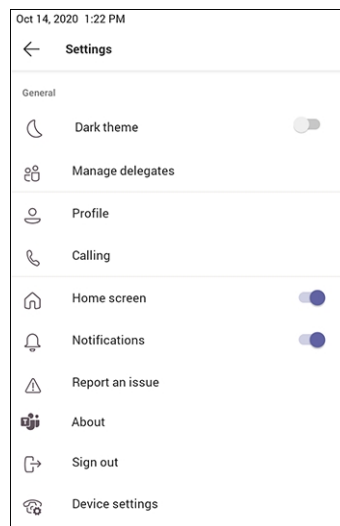 Oct 14, 2020 1:22 PM
Settings
General
Dark theme
Manage delegates
Profile
Calling
Home screen
Notifications
Report an issue
About
Sign out
Device settings